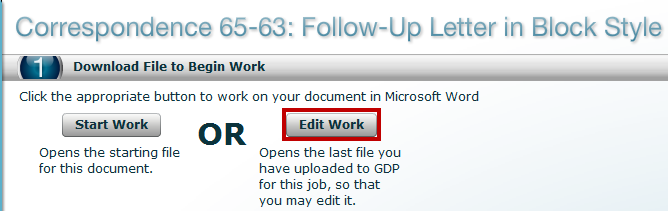 Correspondence 65-63: Follow-Up Letter in Block Style
1 Download File to Begin Work
Click the appropriate button to work on your document in Microsoft Word
Start Work OR Edit Work
Opens the starting file
for this document.
Opens the last file you
have uploaded to GDP
for this job, so that
you may edit it.